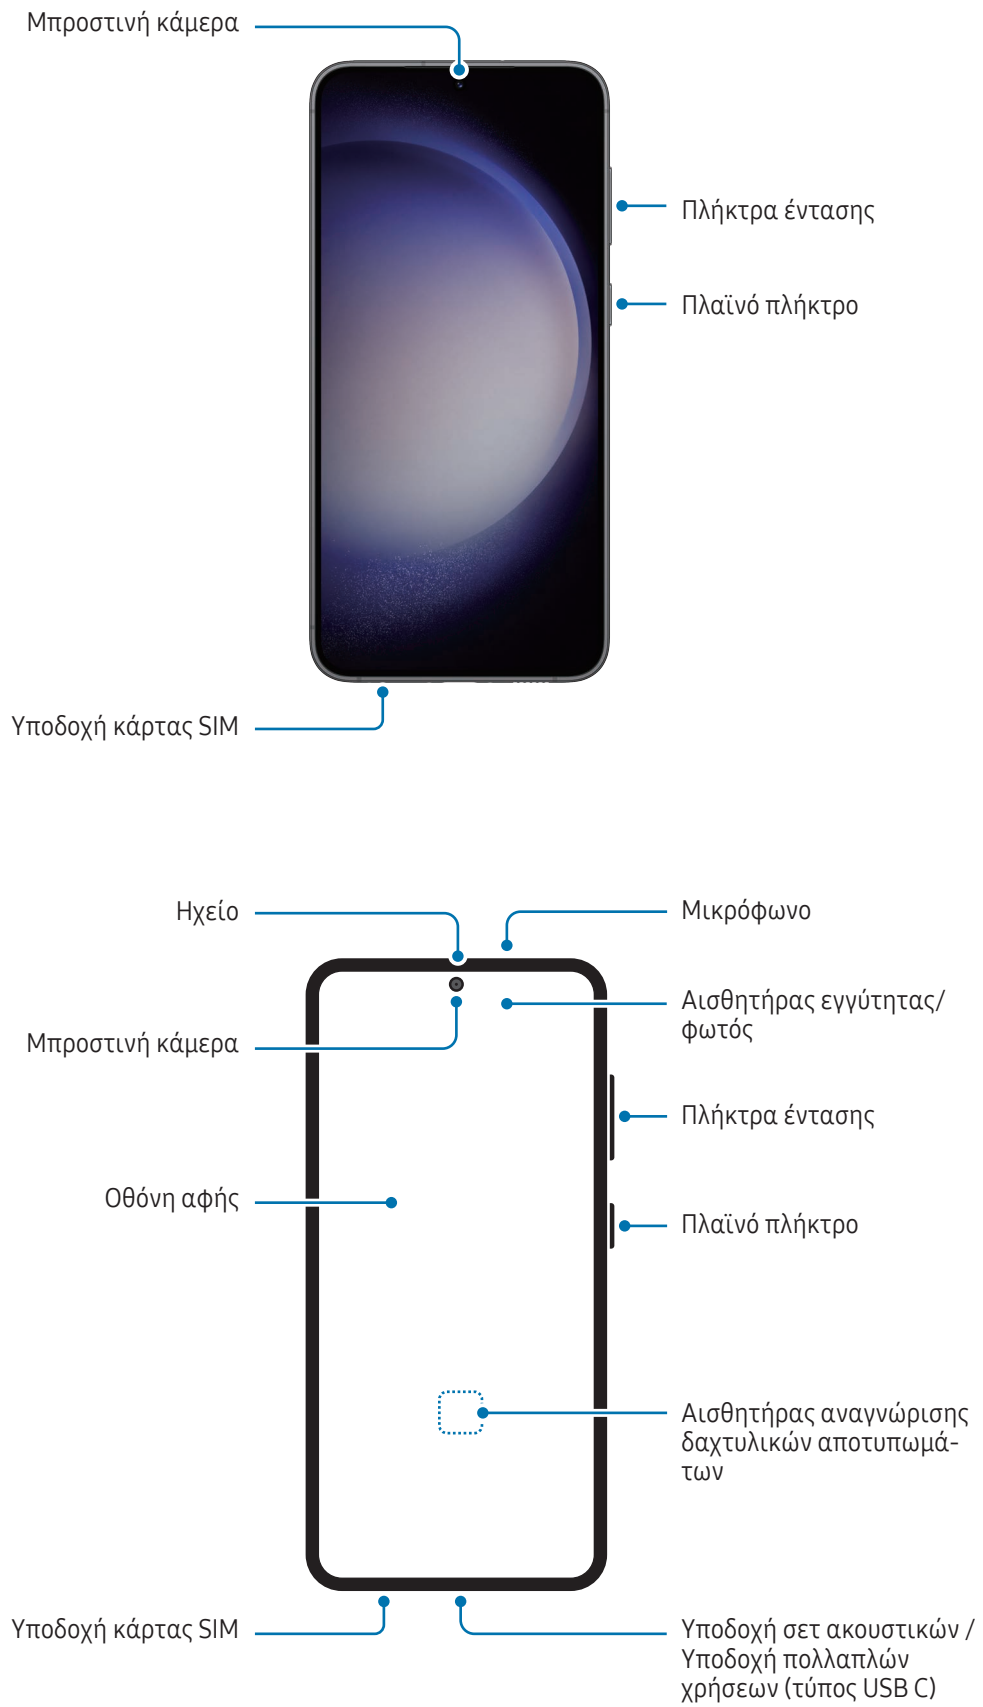 Μπροστινή κάμερα
Πλήκτρα έντασης
Πλαϊνό πλήκτρο
Υποδοχή κάρτας SIM
Ηχείο
Μικρόφωνο
Αισθητήρας εγγύτητας/
φωτός
Μπροστινή κάμερα
Πλήκτρα έντασης
Οθόνη αφής
Πλαϊνό πλήκτρο
Αισθητήρας αναγνώρισης
δαχτυλικών αποτυπωμά-
των
Υποδοχή κάρτας SIM
Υποδοχή σετ ακουστικών /
Υποδοχή πολλαπλών
χρήσεων (τύπος USB C)